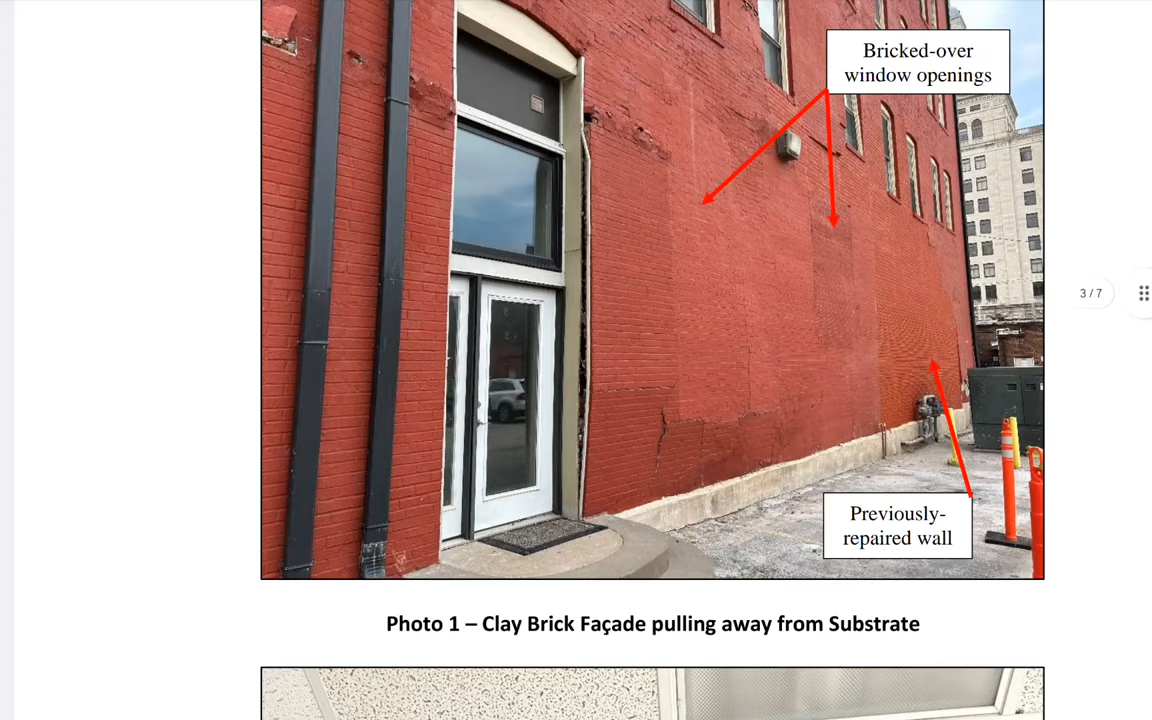 Bricked-over
window openings
3 / 7
Previously-
repaired wall
Photo 1 – Clay Brick Façade pulling away from Substrate